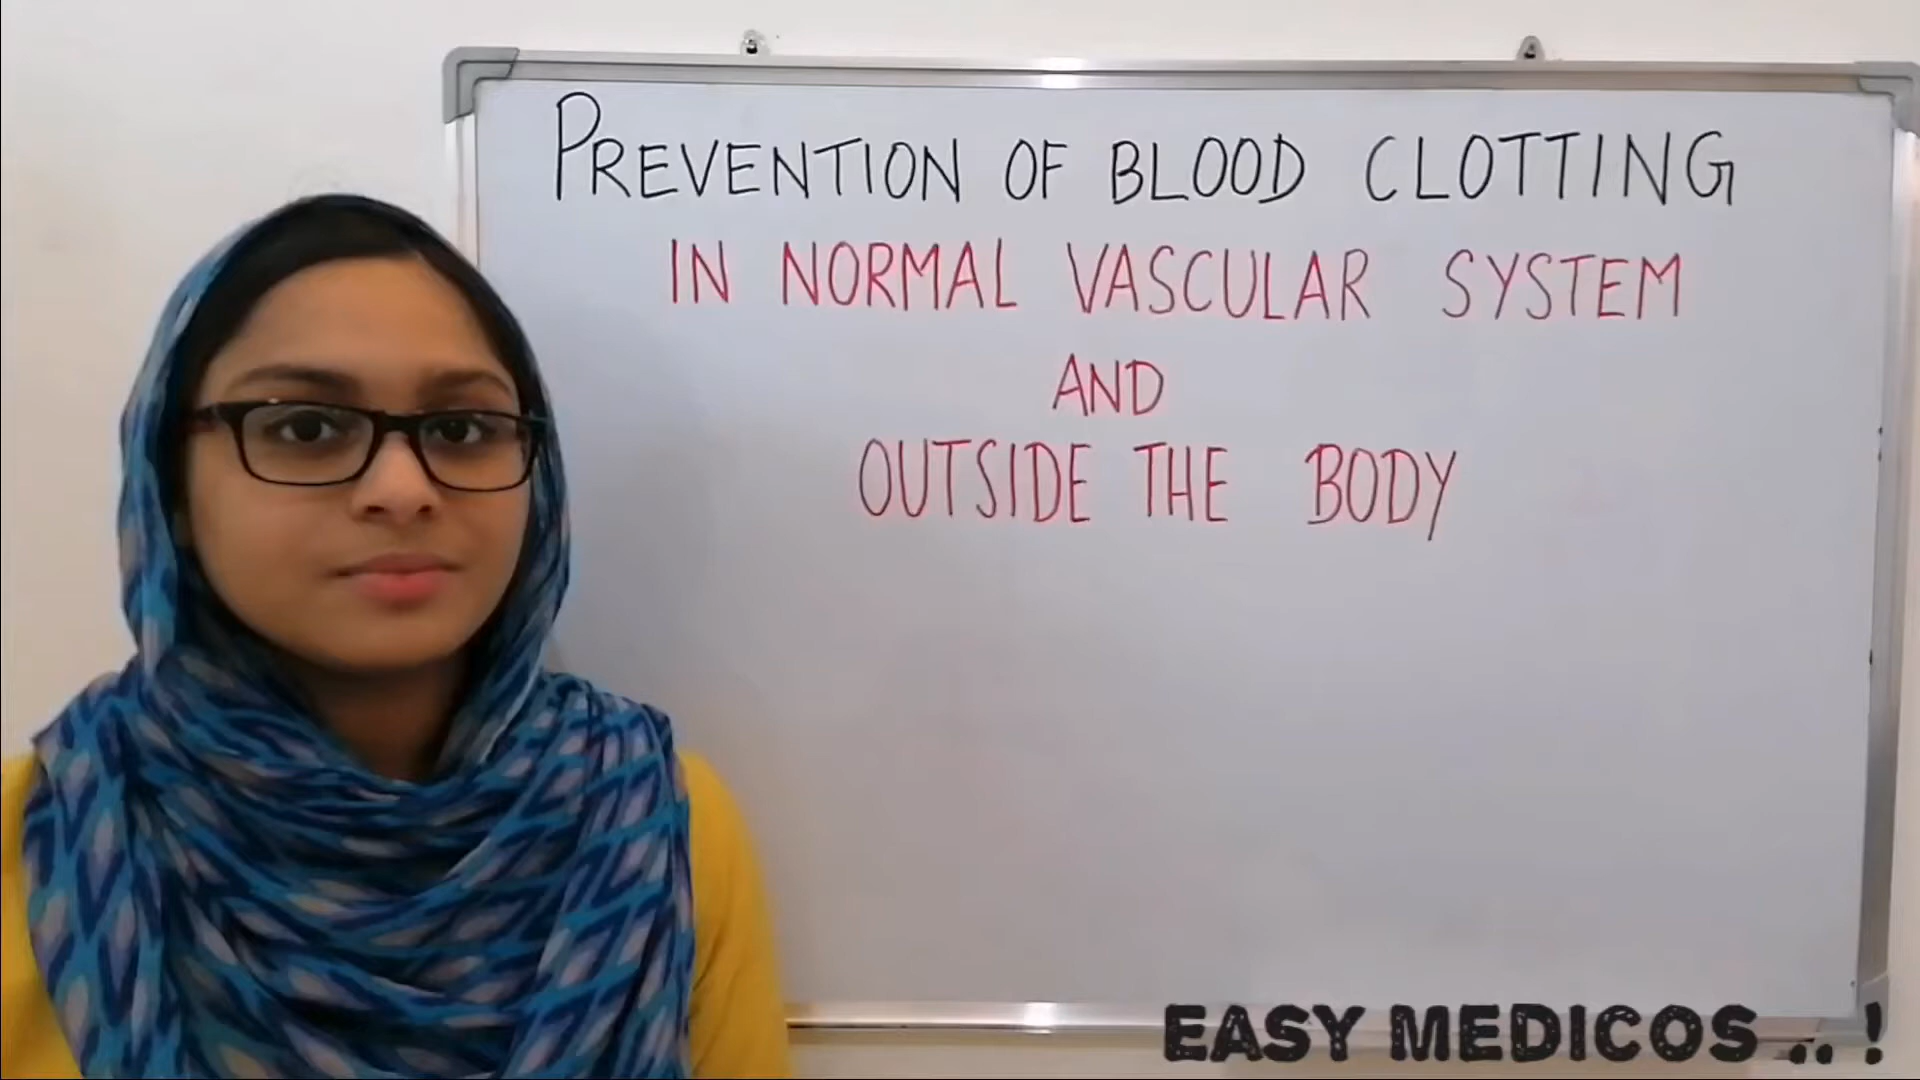 PREVENTION OF BLOOD CLOTTING
IN NORMAL VASCULAR SYSTEM
AND
OUTSIDE THE BODY
EASY MEDICOS .. !